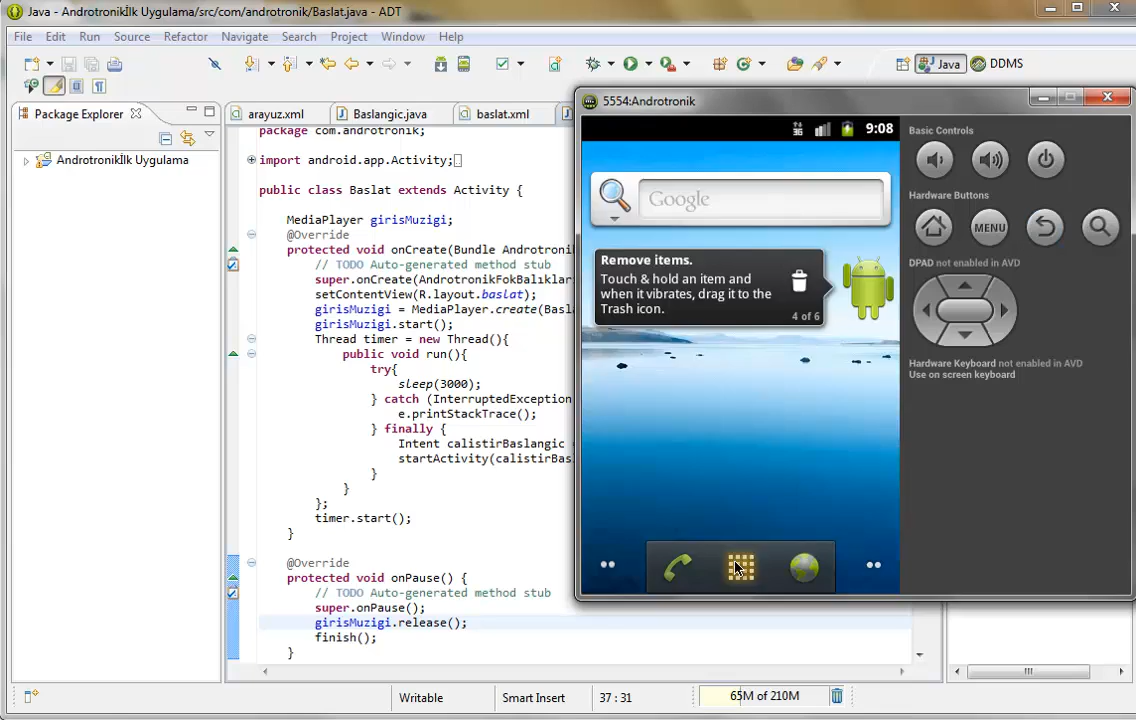 Java - Androtronikİlk Uygulama/src/com/androtronik/Baslat.java - ADT
File Edit Run Source Refactor Navigate Search Project Window Help
Java DDMS
Package Explorer
Androtronikİlk Uygulama
arayuz.xml Baslangic.java baslat.xml
package com.androtronik;
import android.app.Activity;
public class Baslat extends Activity {
MediaPlayer girisMuzigi;
@Override
protected void onCreate(Bundle Androtronik
// TODO Auto-generated method stub
super.onCreate(AndrotronikFokBalıklar
setContentView(R.layout.baslat);
girisMuzigi = MediaPlayer.create(Bas
girisMuzigi.start();
Thread timer = new Thread(){
public void run(){
try{
sleep(3000);
} catch (InterruptedException
e.printStackTrace();
} finally {
Intent calistirBaslangic
startActivity(calistirBas
}
}
};
timer.start();
}
@Override
protected void onPause() {
// TODO Auto-generated method stub
super.onPause();
girisMuzigi.release();
finish();
}
Writable Smart Insert 37 : 31 65M of 210M
5554:Androtronik
3G 9:08
Google
Remove items.
Touch & hold an item and
when it vibrates, drag it to the
Trash icon.
4 of 6
Basic Controls
Hardware Buttons
MENU
DPAD not enabled in AVD
Hardware Keyboard not enabled in AVD
Use on screen keyboard